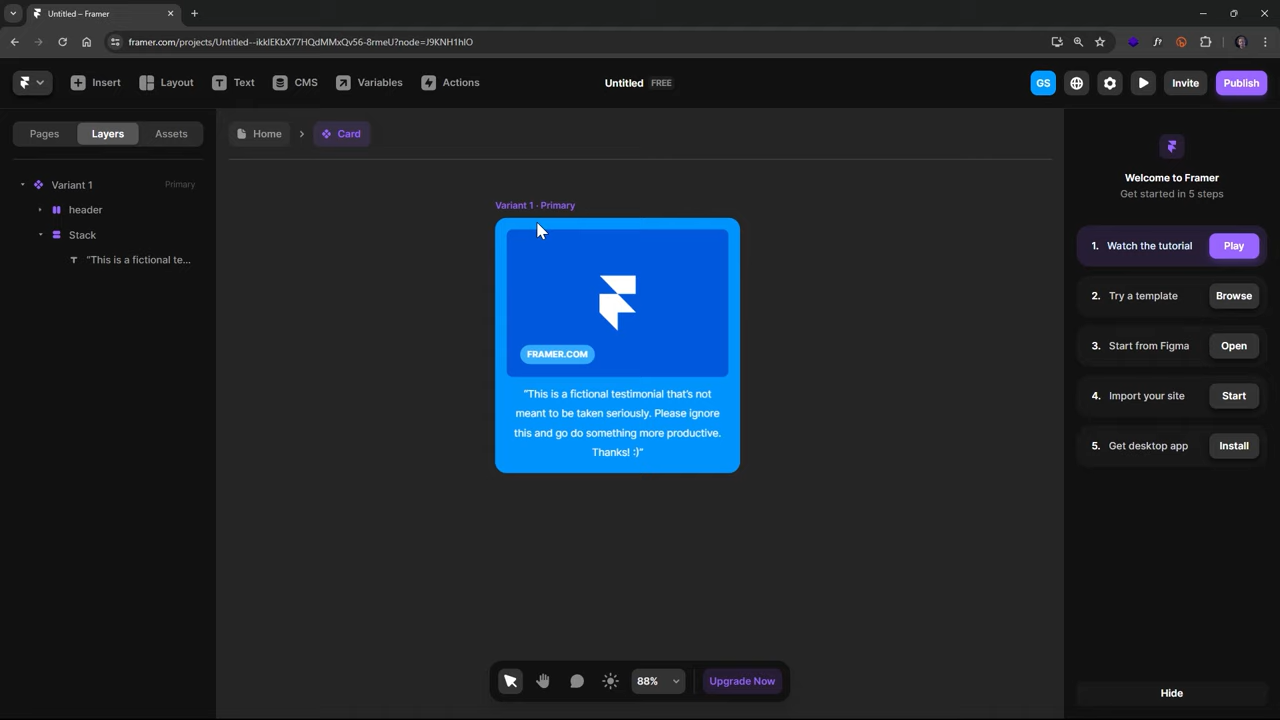 Untitled – Framer
framer.com/projects/Untitled--ikklEKbX77HQdMMxQv56-8rmeU?node=J9KNH1hIO
Insert
Layout
Text
CMS
Variables
Actions
Untitled FREE
GS
Invite
Publish
Pages
Layers
Assets
Home
Card
Variant 1 Primary
header
Stack
"This is a fictional te...
Variant 1 · Primary
FRAMER.COM
“This is a fictional testimonial that's not
meant to be taken seriously. Please ignore
this and go do something more productive.
Thanks! :)”
Welcome to Framer
Get started in 5 steps
1. Watch the tutorial Play
2. Try a template Browse
3. Start from Figma Open
4. Import your site Start
5. Get desktop app Install
88%
Upgrade Now
Hide